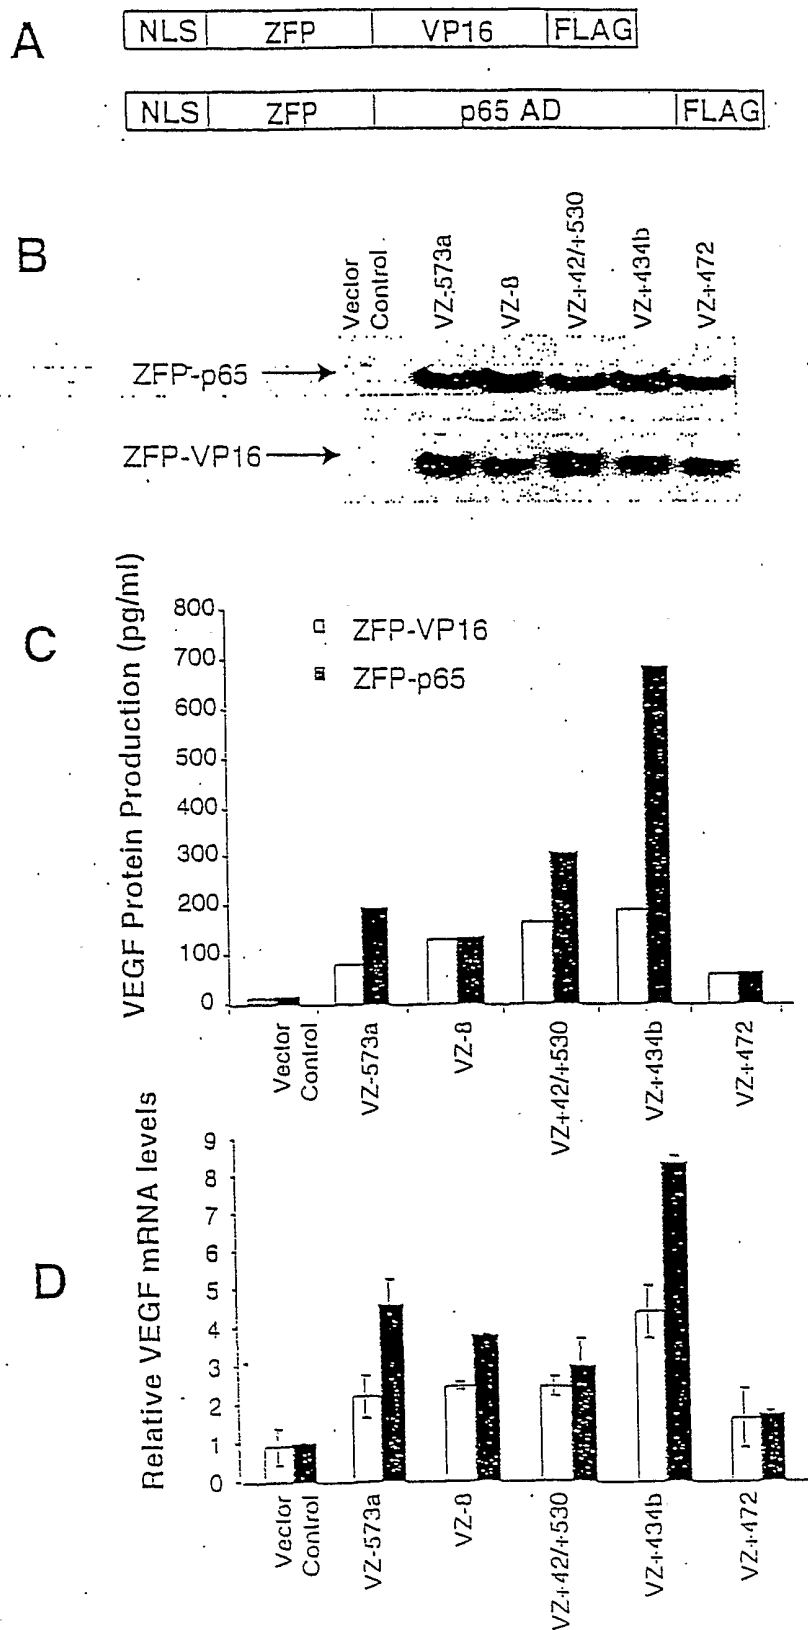 A
NLS ZFP VP16 FLAG
NLS ZFP p65 AD FLAG
B
Vector
Control
VZ-573a
VZ-8
VZ+42/+530
VZ+434b
VZ+472
ZFP-p65
ZFP-VP16
C
VEGF Protein Production (pg/ml)
800
700
600
500
400
300
200
100
0
ZFP-VP16
ZFP-p65
Vector
Control
VZ-573a
VZ-8
VZ+42/+530
VZ+434b
VZ+472
D
Relative VEGF mRNA levels
9
8
7
6
5
4
3
2
1
0
Vector
Control
VZ-573a
VZ-8
VZ+42/+530
VZ+434b
VZ+472